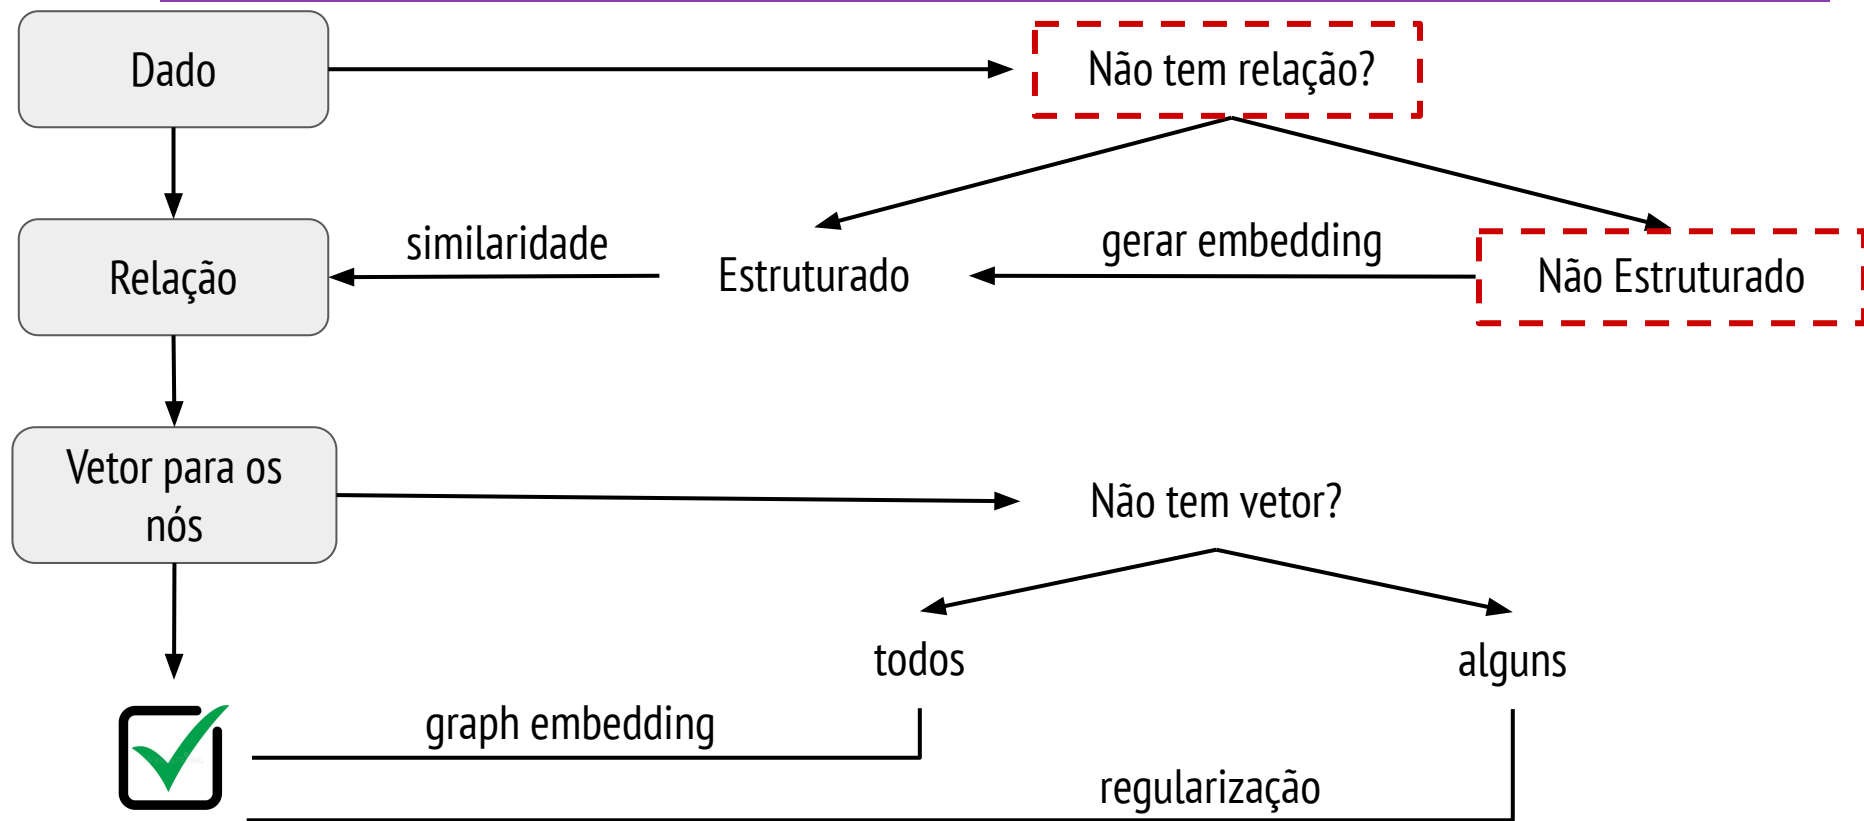 Dado
Não tem relação?
similaridade
gerar embedding
Relação
Estruturado
Não Estruturado
Vetor para os
nós
Não tem vetor?
todos
alguns
graph embedding
regularização